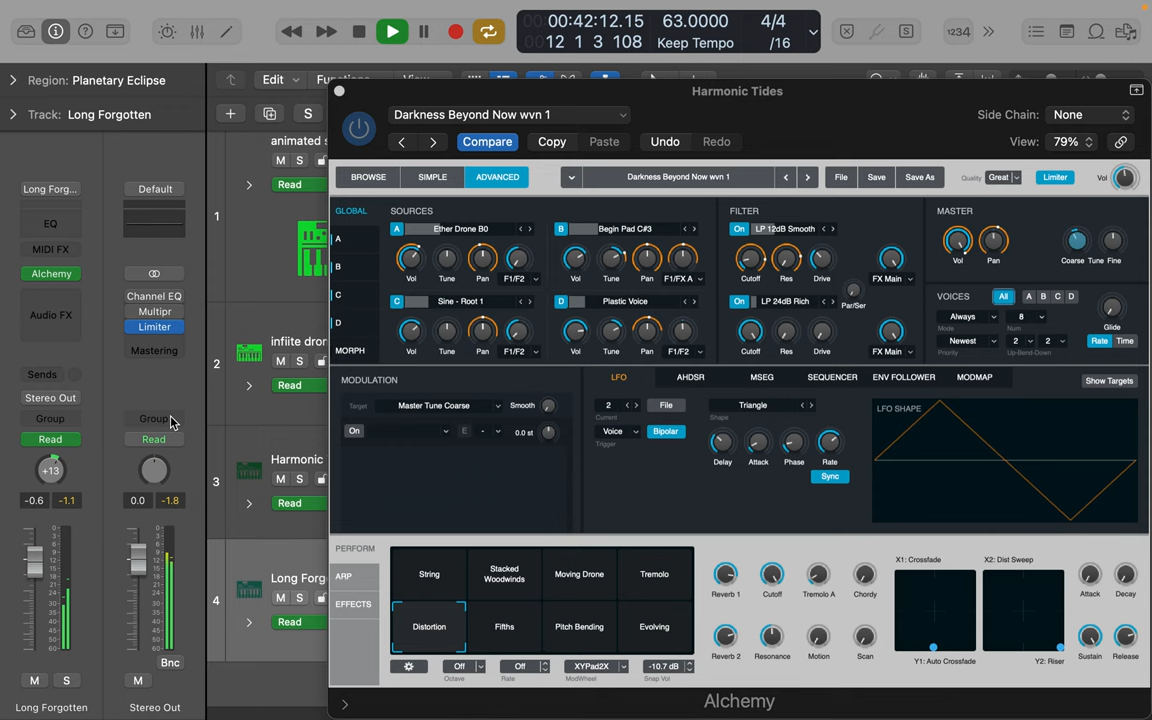 00:42:12.15
12 1 3 108
63.0000
Keep Tempo
4/4
/16
1234
Region: Planetary Eclipse
Track: Long Forgotten
Edit
S
Harmonic Tides
Darkness Beyond Now wvn 1
Side Chain: None
Compare
Copy
Paste
Undo
Redo
View: 79%
BROWSE
SIMPLE
ADVANCED
Darkness Beyond Now wvn 1
File
Save
Save As
Quality Great
Limiter
Vol
Long Forg...
EQ
MIDI FX
Alchemy
Audio FX
Sends
Stereo Out
Group
Read
+13
-0.6 -1.1
M S
Long Forgotten
Default
Channel EQ
Multipr
Limiter
Mastering
Group
Read
0.0 -1.8
Bnc
M
Stereo Out
1
animated s
M S
Read
2
infiite dron
M S
Read
3
Harmonic
M S
Read
4
Long Forg
M S
Read
GLOBAL
A
B
C
D
MORPH
SOURCES
A Ether Drone B0
Vol Tune Pan F1/F2
B Begin Pad C#3
Vol Tune Pan F1/FX A
C Sine - Root 1
Vol Tune Pan F1/F2
D Plastic Voice
Vol Tune Pan F1/F2
FILTER
On LP 12dB Smooth
Cutoff Res Drive FX Main
Par/Ser
On LP 24dB Rich
Cutoff Res Drive FX Main
MASTER
Vol Pan Coarse Tune Fine
VOICES All A B C D
Always 8
Mode Num Glide
Newest 2 2 Rate Time
Priority Up-Bend-Down
MODULATION
Target Master Tune Coarse Smooth
On E - 0.0 st
LFO
AHDSR
MSEG
SEQUENCER
ENV FOLLOWER
MODMAP
Show Targets
2 File Triangle
Current Shape
Voice Bipolar
Trigger
Delay Attack Phase Rate
Sync
LFO SHAPE
PERFORM
ARP
EFFECTS
String
Stacked
Woodwinds
Moving Drone
Tremolo
Distortion
Fifths
Pitch Bending
Evolving
Off Off XYPad2X -10.7 dB
Octave Rate ModWheel Snap Vol
Reverb 1 Cutoff Tremolo A Chordy
Reverb 2 Resonance Motion Scan
X1: Crossfade
Y1: Auto Crossfade
X2: Dist Sweep
Y2: Riser
Attack Decay
Sustain Release
Alchemy